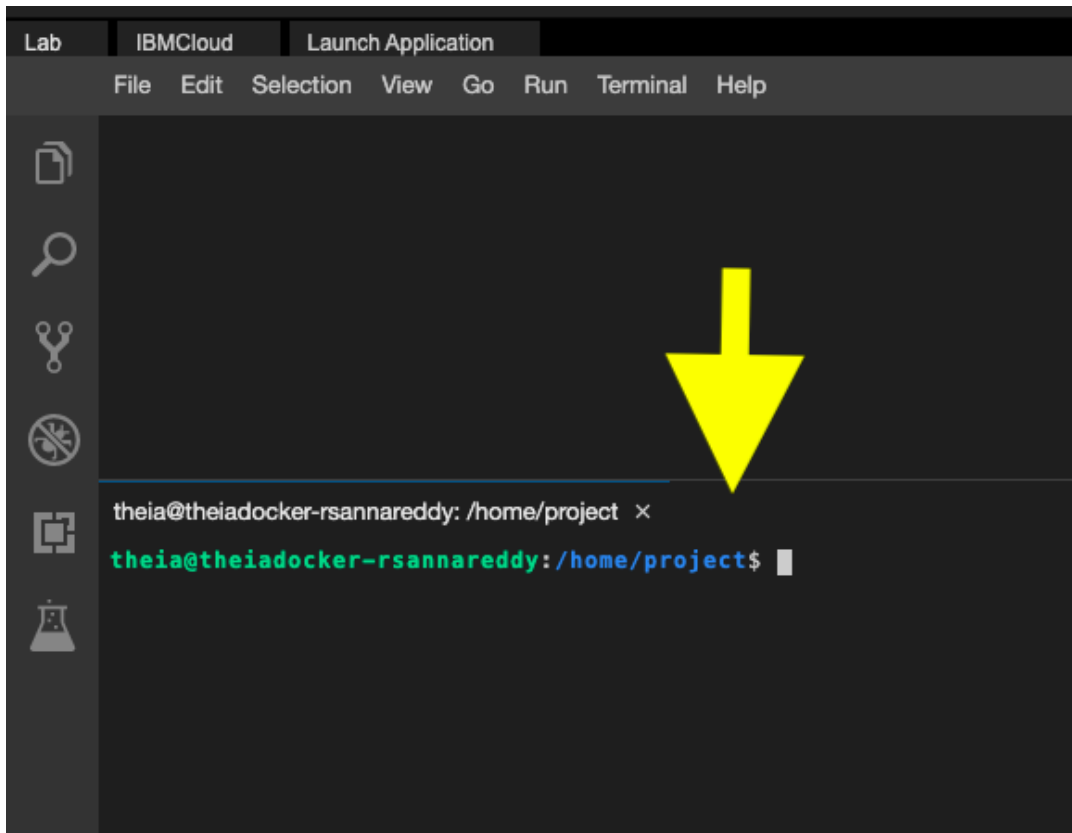 Lab IBMCloud Launch Application
File Edit Selection View Go Run Terminal Help
theia@theiadocker-rsannareddy: /home/project ×
theia@theiadocker-rsannareddy:/home/project$